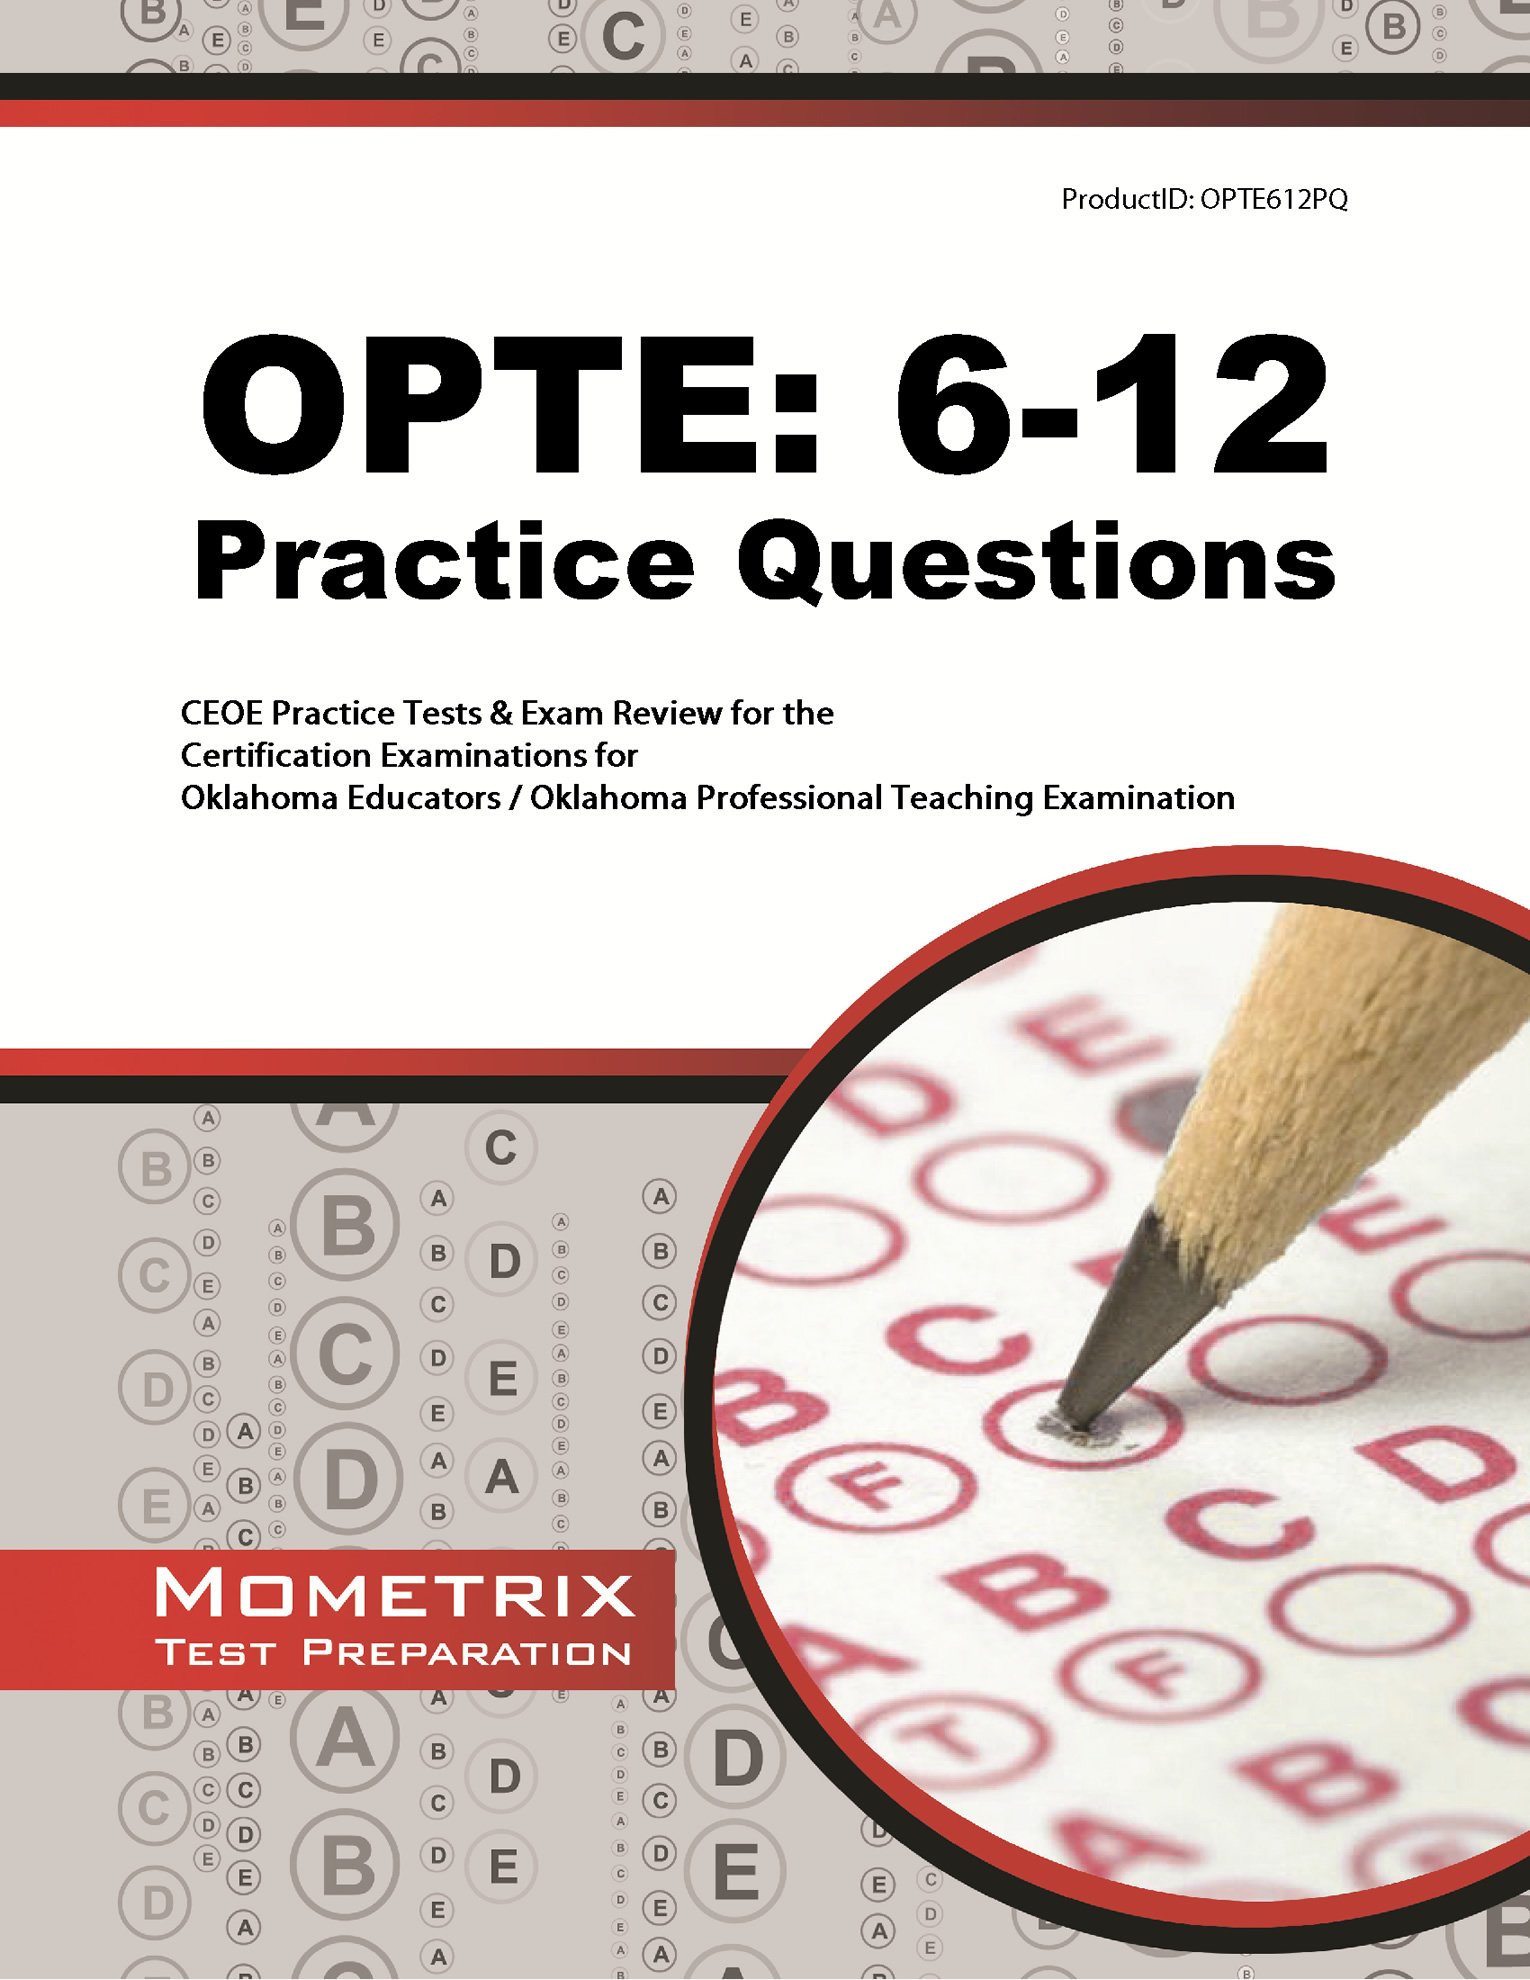 ProductID: OPTE612PQ
OPTE: 6-12
Practice Questions
CEOE Practice Tests & Exam Review for the
Certification Examinations for
Oklahoma Educators / Oklahoma Professional Teaching Examination
MOMETRIX
TEST PREPARATION